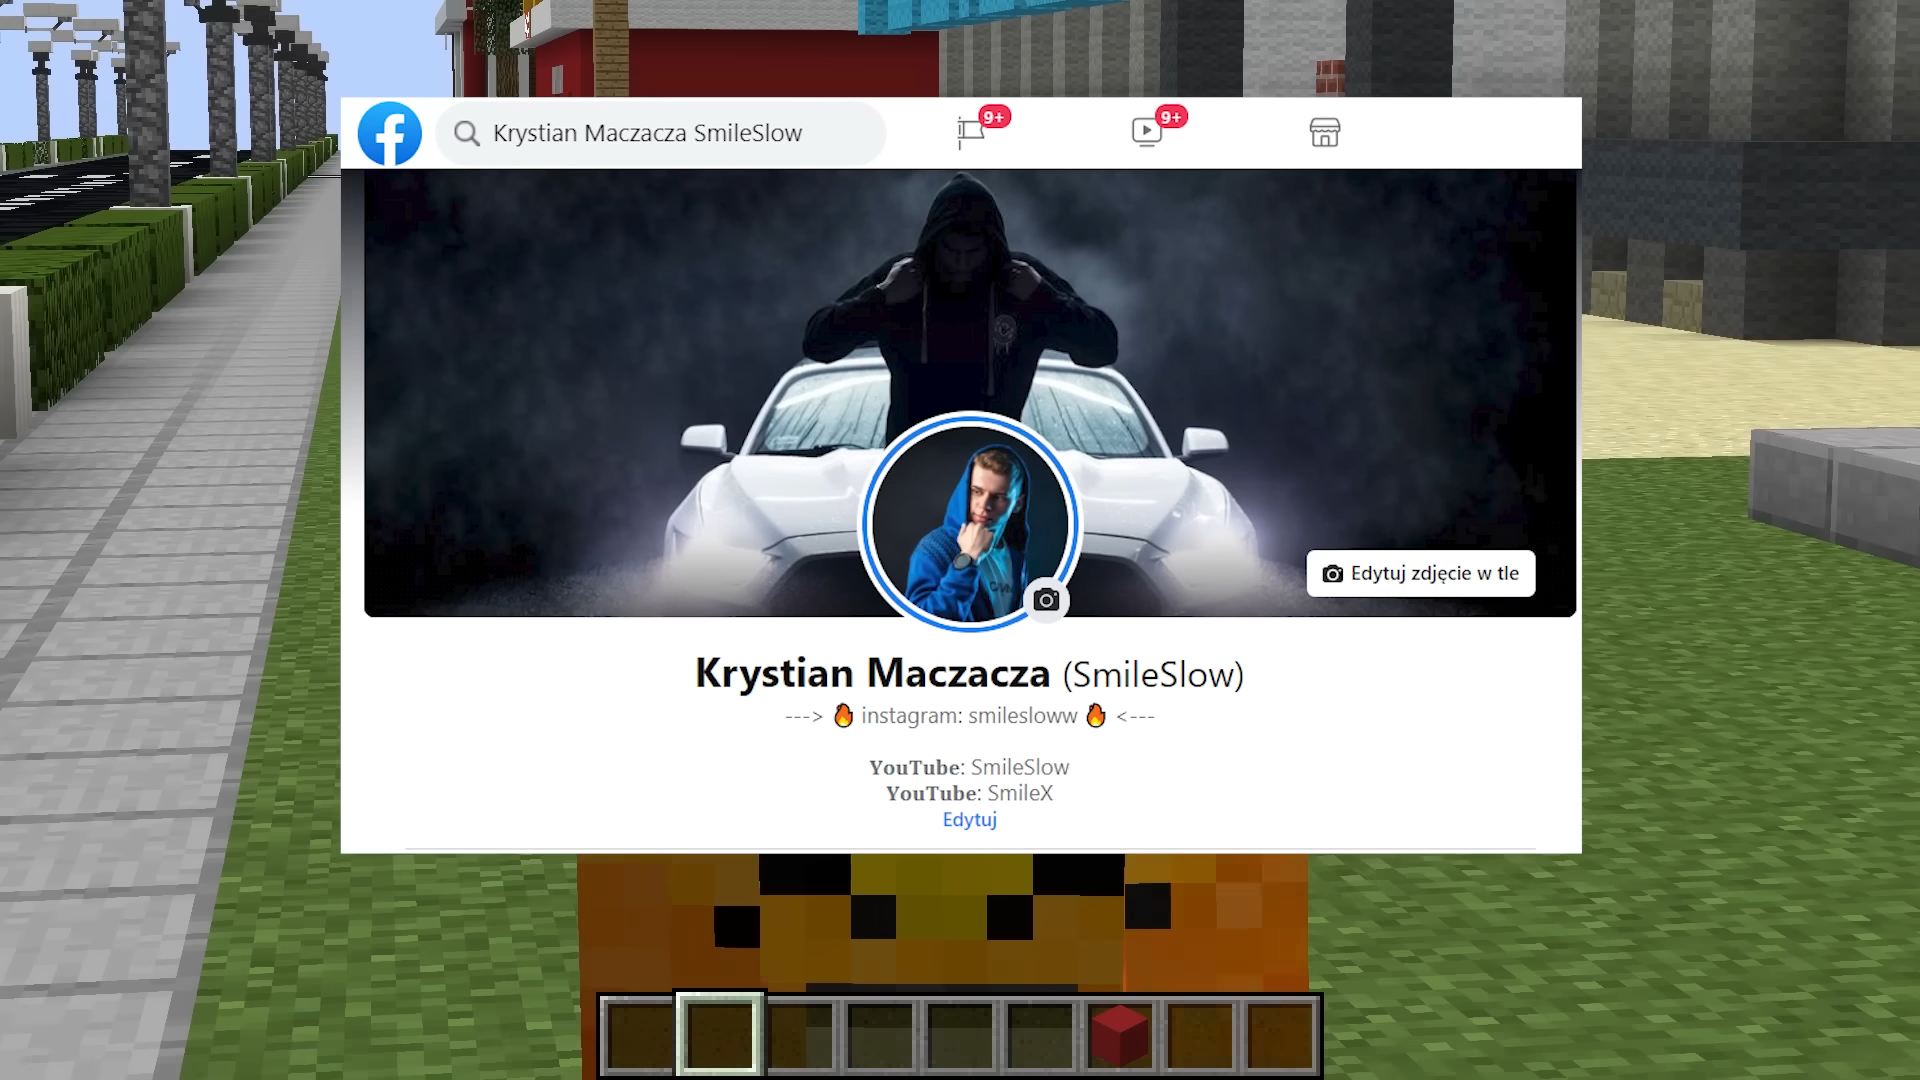 Krystian Maczacza SmileSlow
9+
9+
Edytuj zdjęcie w tle
Krystian Maczacza (SmileSlow)
---> 🔥 instagram: smilesloww 🔥 <---
YouTube: SmileSlow
YouTube: SmileX
Edytuj